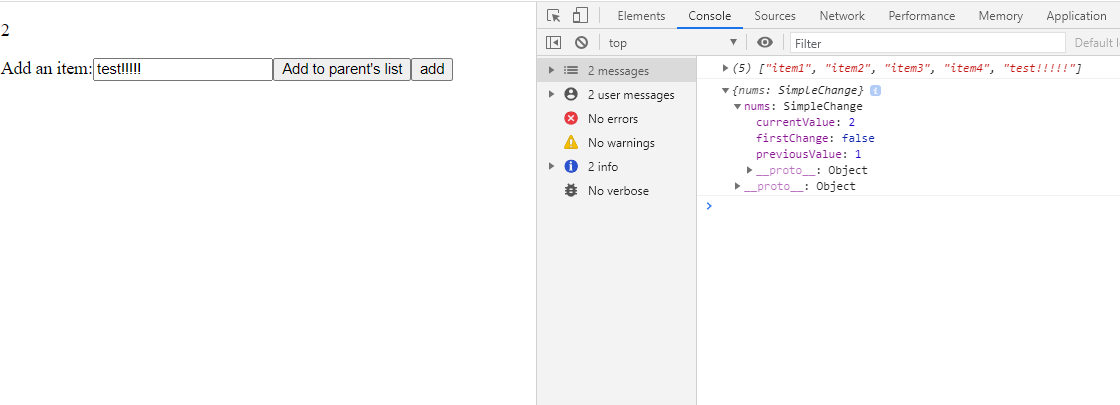 2
Add an item: test!!!!! Add to parent's list add
Elements Console Sources Network Performance Memory Application
top Filter Default l
2 messages
2 user messages
No errors
No warnings
2 info
No verbose
(5) ["item1", "item2", "item3", "item4", "test!!!!!"]
{nums: SimpleChange} i
nums: SimpleChange
currentValue: 2
firstChange: false
previousValue: 1
__proto__: Object
__proto__: Object